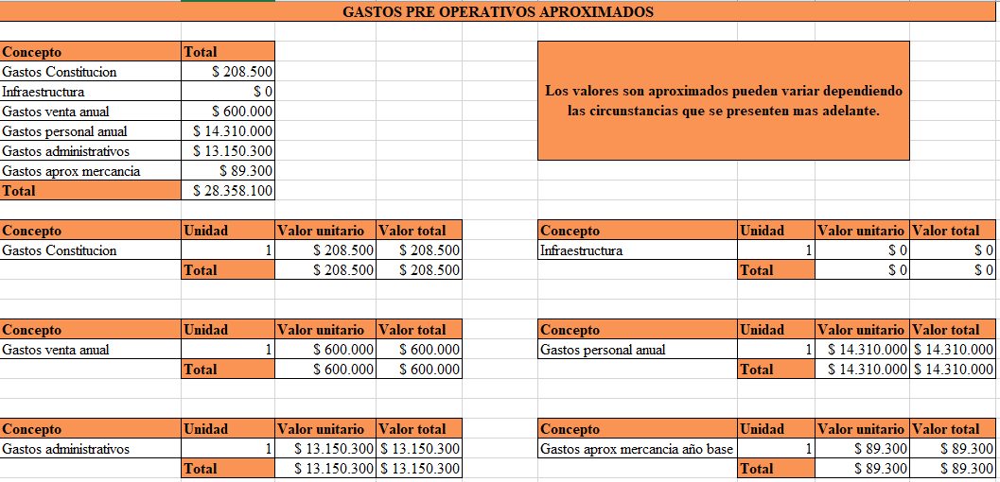 GASTOS PRE OPERATIVOS APROXIMADOS
Concepto Total
Gastos Constitucion $ 208.500
Infraestructura $ 0
Gastos venta anual $ 600.000
Gastos personal anual $ 14.310.000
Gastos administrativos $ 13.150.300
Gastos aprox mercancia $ 89.300
Total $ 28.358.100
Los valores son aproximados pueden variar dependiendo
las circunstancias que se presenten mas adelante.
Concepto Unidad Valor unitario Valor total
Gastos Constitucion 1 $ 208.500 $ 208.500
Total $ 208.500 $ 208.500
Concepto Unidad Valor unitario Valor total
Infraestructura 1 $ 0 $ 0
Total $ 0 $ 0
Concepto Unidad Valor unitario Valor total
Gastos venta anual 1 $ 600.000 $ 600.000
Total $ 600.000 $ 600.000
Concepto Unidad Valor unitario Valor total
Gastos personal anual 1 $ 14.310.000 $ 14.310.000
Total $ 14.310.000 $ 14.310.000
Concepto Unidad Valor unitario Valor total
Gastos administrativos 1 $ 13.150.300 $ 13.150.300
Total $ 13.150.300 $ 13.150.300
Concepto Unidad Valor unitario Valor total
Gastos aprox mercancia año base 1 $ 89.300 $ 89.300
Total $ 89.300 $ 89.300